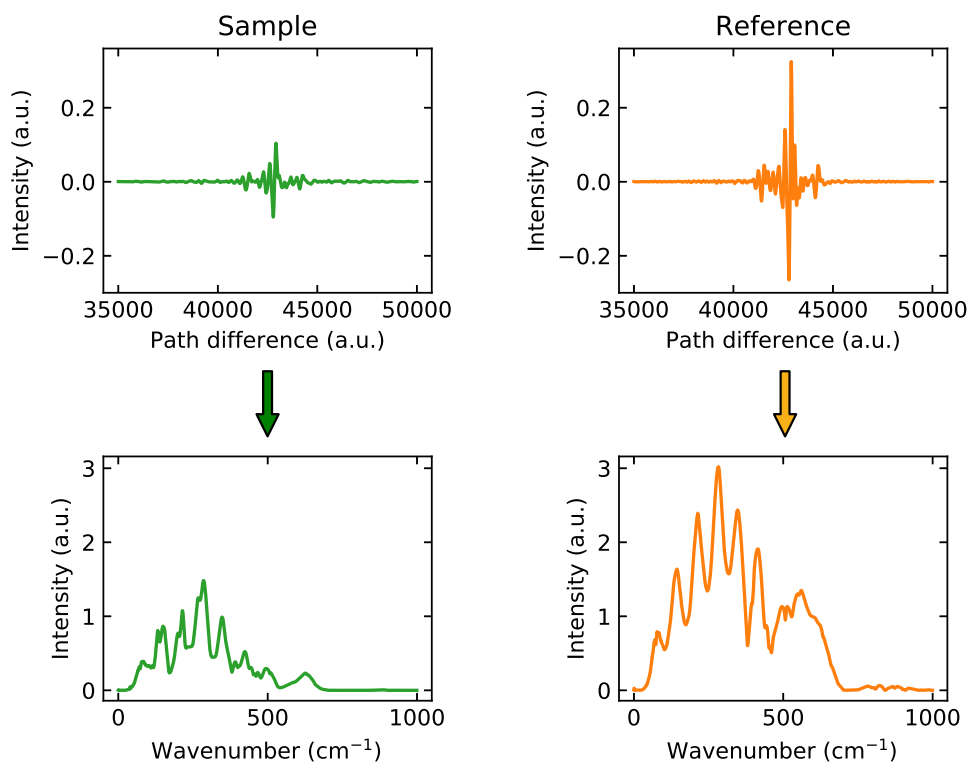 Sample
Intensity (a.u.)
0.2
0.0
−0.2
35000 40000 45000 50000
Path difference (a.u.)
Reference
Intensity (a.u.)
0.2
0.0
−0.2
35000 40000 45000 50000
Path difference (a.u.)
Intensity (a.u.)
3
2
1
0
0 500 1000
Wavenumber (cm⁻¹)
Intensity (a.u.)
3
2
1
0
0 500 1000
Wavenumber (cm⁻¹)